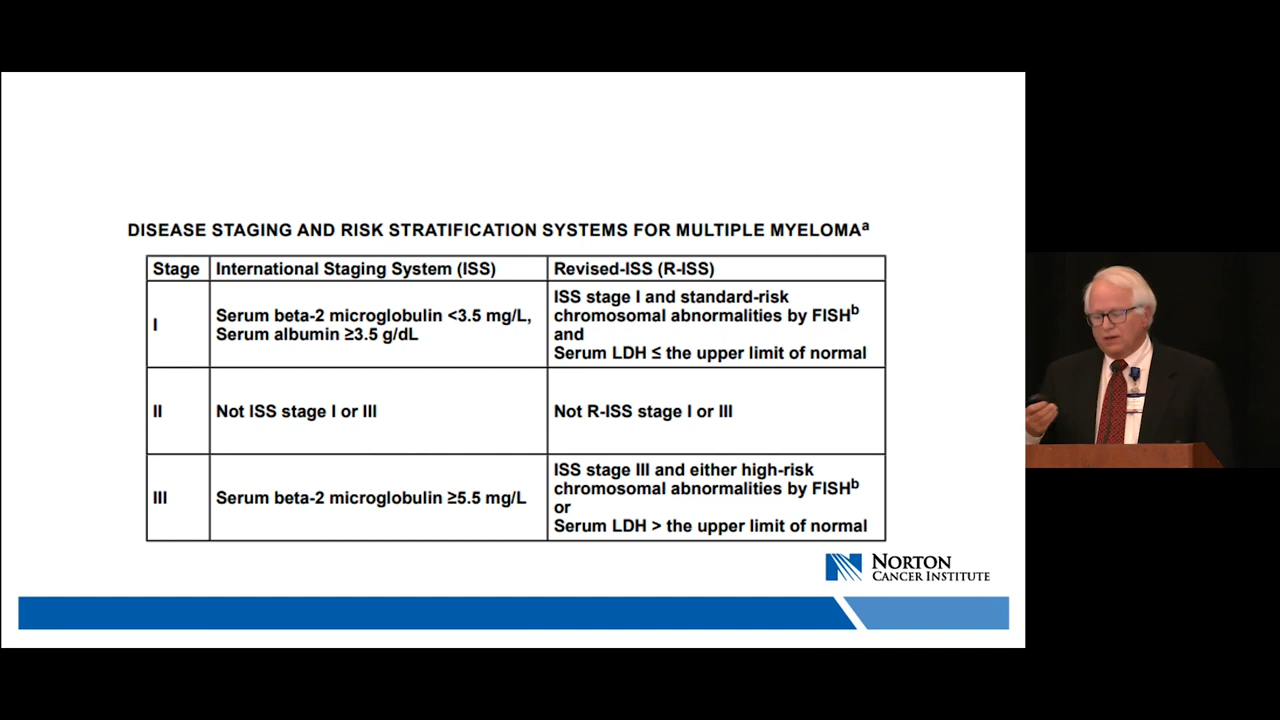 DISEASE STAGING AND RISK STRATIFICATION SYSTEMS FOR MULTIPLE MYELOMAᵃ
Stage
International Staging System (ISS)
Revised-ISS (R-ISS)
I
Serum beta-2 microglobulin <3.5 mg/L,
Serum albumin ≥3.5 g/dL
ISS stage I and standard-risk
chromosomal abnormalities by FISHᵇ
and
Serum LDH ≤ the upper limit of normal
II
Not ISS stage I or III
Not R-ISS stage I or III
III
Serum beta-2 microglobulin ≥5.5 mg/L
ISS stage III and either high-risk
chromosomal abnormalities by FISHᵇ
or
Serum LDH > the upper limit of normal
NORTON
CANCER INSTITUTE